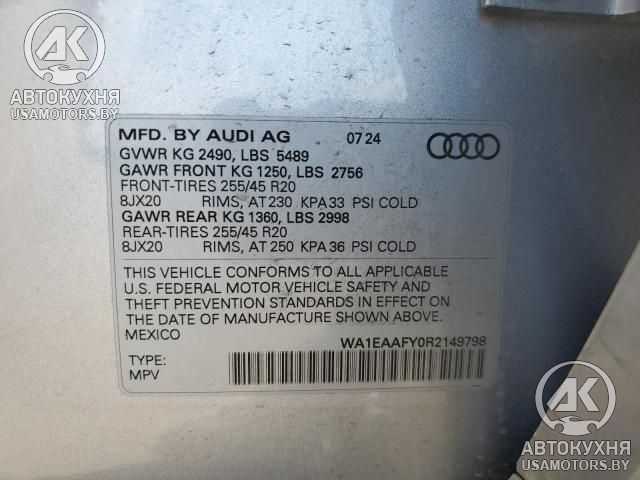 АК
АВТОКУХНЯ
USAMOTORS.BY
MFD. BY AUDI AG 07 24
GVWR KG 2490, LBS 5489
GAWR FRONT KG 1250, LBS 2756
FRONT-TIRES 255/45 R20
8JX20 RIMS, AT 230 KPA 33 PSI COLD
GAWR REAR KG 1360, LBS 2998
REAR-TIRES 255/45 R20
8JX20 RIMS, AT 250 KPA 36 PSI COLD
THIS VEHICLE CONFORMS TO ALL APPLICABLE
U.S. FEDERAL MOTOR VEHICLE SAFETY AND
THEFT PREVENTION STANDARDS IN EFFECT ON
THE DATE OF MANUFACTURE SHOWN ABOVE.
MEXICO
WA1EAAFY0R2149798
TYPE:
MPV
АК
АВТОКУХНЯ
USAMOTORS.BY